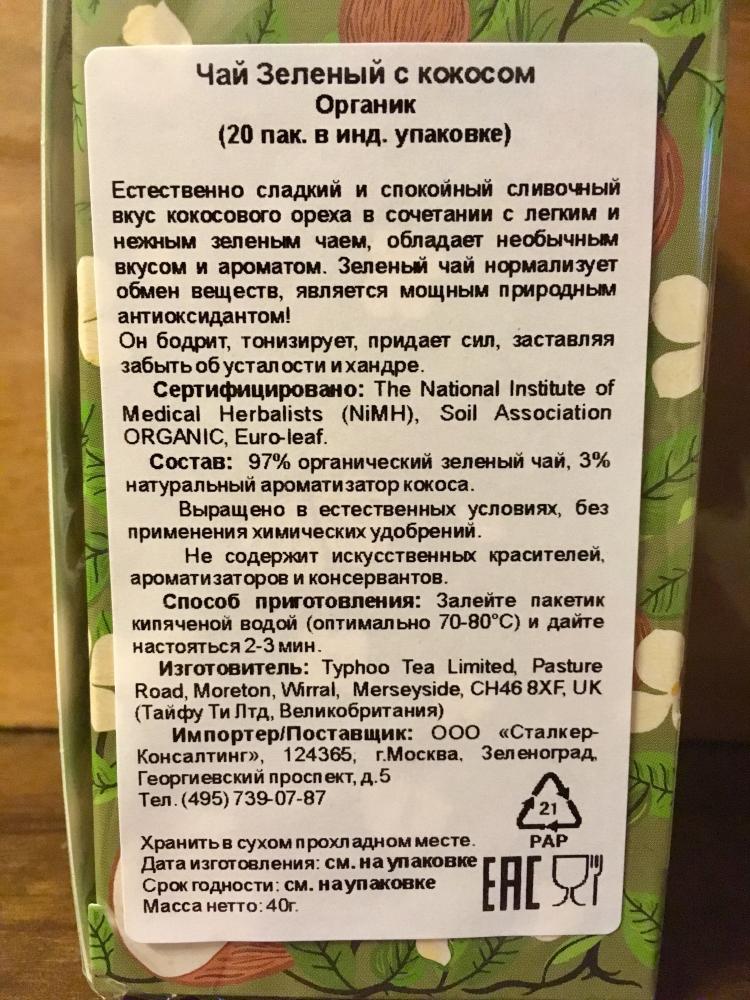 Чай Зеленый с кокосом
Органик
(20 пак. в инд. упаковке)
Естественно сладкий и спокойный сливочный
вкус кокосового ореха в сочетании с легким и
нежным зеленым чаем, обладает необычным
вкусом и ароматом. Зеленый чай нормализует
обмен веществ, является мощным природным
антиоксидантом!
Он бодрит, тонизирует, придает сил, заставляя
забыть об усталости и хандре.
Сертифицировано: The National Institute of
Medical Herbalists (NiMH), Soil Association
ORGANIC, Euro-leaf.
Состав: 97% органический зеленый чай, 3%
натуральный ароматизатор кокоса.
Выращено в естественных условиях, без
применения химических удобрений.
Не содержит искусственных красителей,
ароматизаторов и консервантов.
Способ приготовления: Залейте пакетик
кипяченой водой (оптимально 70-80°С) и дайте
настояться 2-3 мин.
Изготовитель: Typhoo Tea Limited, Pasture
Road, Moreton, Wirral, Merseyside, CH46 8XF, UK
(Тайфу Ти Лтд, Великобритания)
Импортер/Поставщик: ООО «Сталкер-
Консалтинг», 124365, г.Москва, Зеленоград,
Георгиевский проспект, д.5
Тел. (495) 739-07-87
21
PAP
Хранить в сухом прохладном месте.
Дата изготовления: см. на упаковке
Срок годности: см. на упаковке
Масса нетто: 40г.
EAC